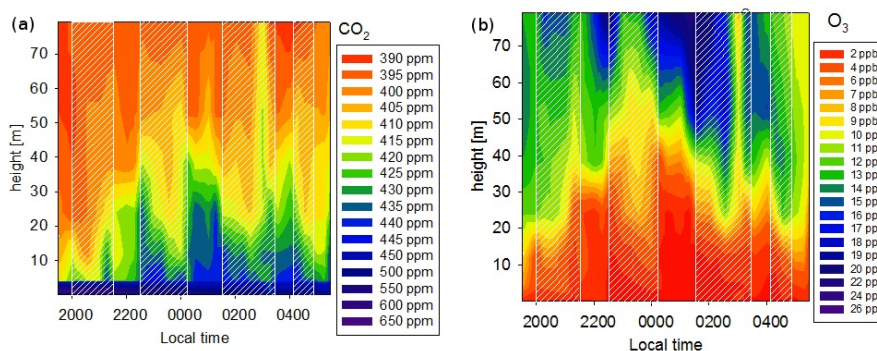 (a)
CO2
70
60
50
40
30
20
10
height [m]
2000 2200 0000 0200 0400
Local time
390 ppm
395 ppm
400 ppm
405 ppm
410 ppm
415 ppm
420 ppm
425 ppm
430 ppm
435 ppm
440 ppm
445 ppm
450 ppm
500 ppm
550 ppm
600 ppm
650 ppm
(b)
O3
70
60
50
40
30
20
10
height [m]
2000 2200 0000 0200 0400
Local time
2 ppb
4 ppb
6 ppb
7 ppb
8 ppb
9 ppb
10 ppb
11 ppb
12 ppb
13 ppb
14 ppb
15 ppb
16 ppb
17 ppb
18 ppb
19 ppb
20 ppb
22 ppb
24 ppb
26 ppb